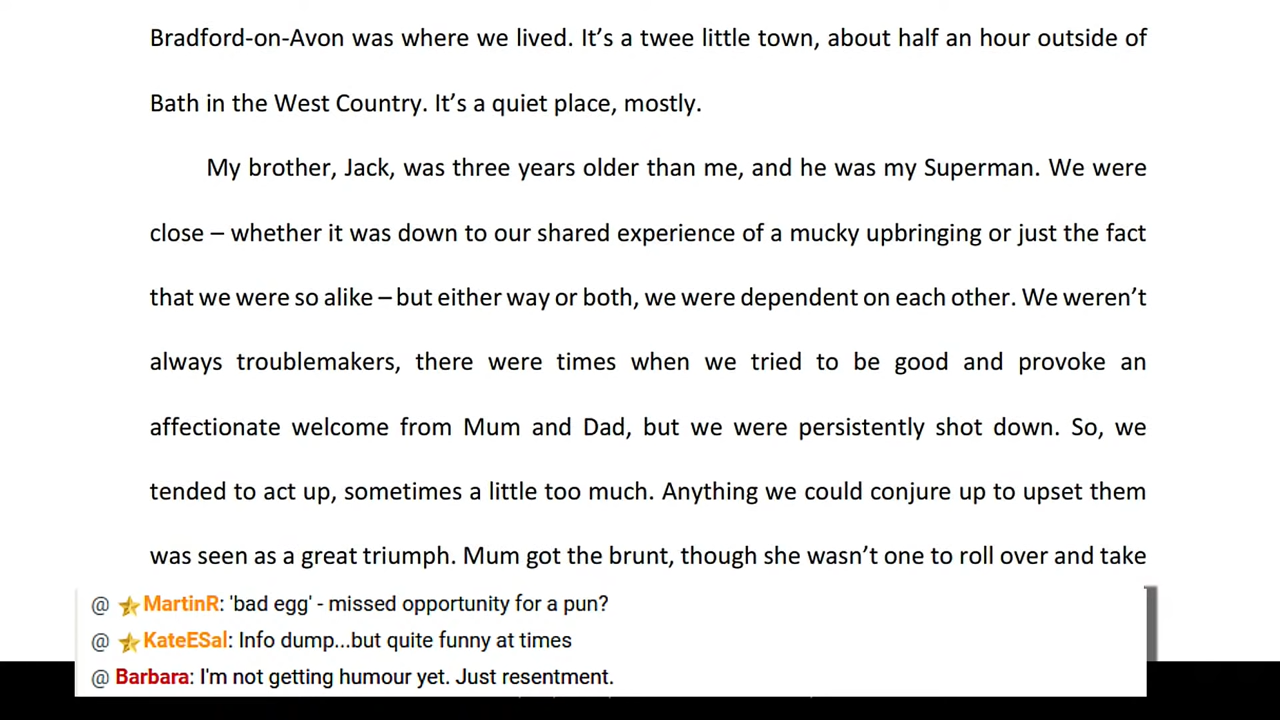 Bradford-on-Avon was where we lived. It’s a twee little town, about half an hour outside of
Bath in the West Country. It’s a quiet place, mostly.
My brother, Jack, was three years older than me, and he was my Superman. We were
close – whether it was down to our shared experience of a mucky upbringing or just the fact
that we were so alike – but either way or both, we were dependent on each other. We weren’t
always troublemakers, there were times when we tried to be good and provoke an
affectionate welcome from Mum and Dad, but we were persistently shot down. So, we
tended to act up, sometimes a little too much. Anything we could conjure up to upset them
was seen as a great triumph. Mum got the brunt, though she wasn’t one to roll over and take
@ MartinR: 'bad egg' - missed opportunity for a pun?
@ KateESal: Info dump...but quite funny at times
@ Barbara: I'm not getting humour yet. Just resentment.